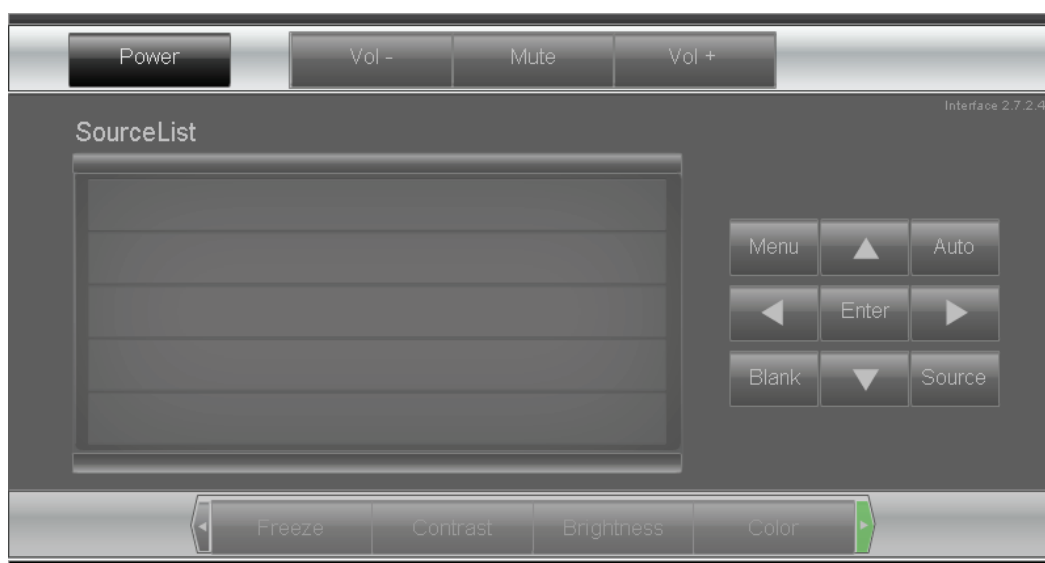 Power Vol - Mute Vol +
Interface 2.7.2.4
SourceList
Menu Auto
Enter
Blank Source
Freeze Contrast Brightness Color